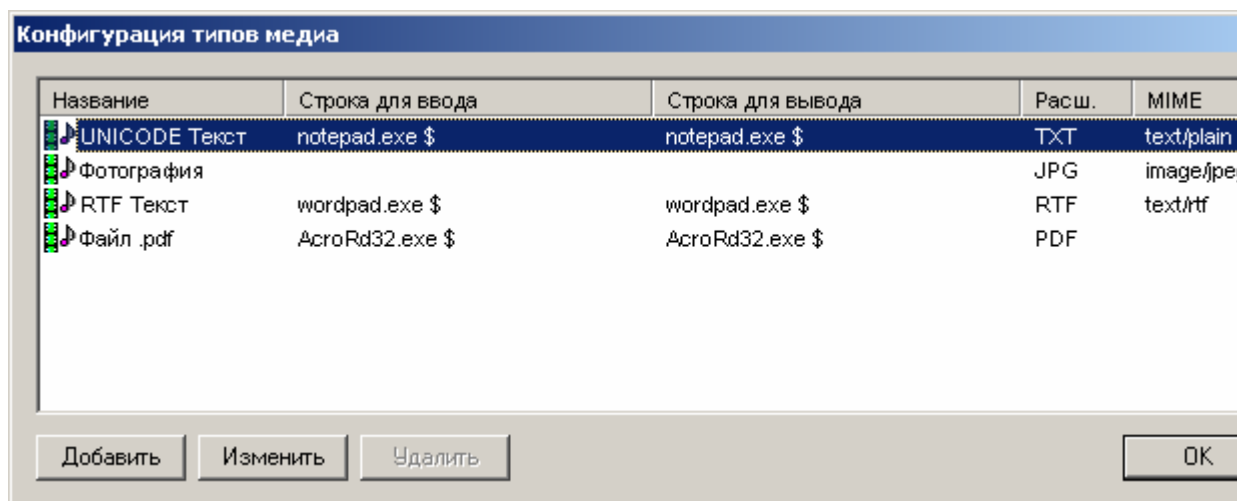 Конфигурация типов медиа
Название Строка для ввода Строка для вывода Расш. MIME
UNICODE Текст notepad.exe $ notepad.exe $ TXT text/plain
Фотография JPG image/jpe
RTF Текст wordpad.exe $ wordpad.exe $ RTF text/rtf
Файл .pdf AcroRd32.exe $ AcroRd32.exe $ PDF
Добавить Изменить Удалить OK